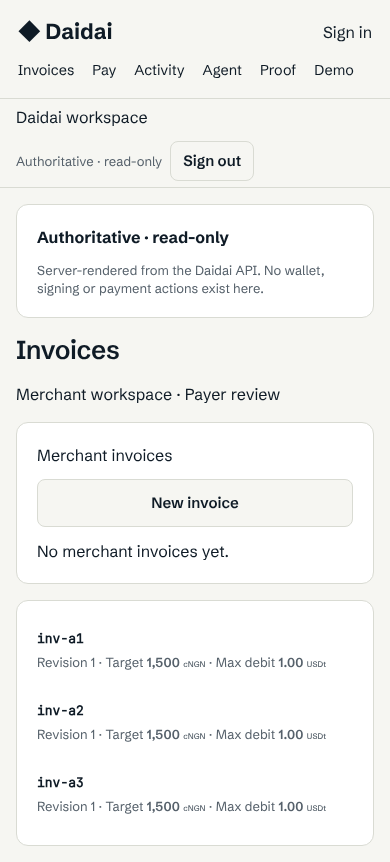 Daidai
Sign in
Invoices Pay Activity Agent Proof Demo
Daidai workspace
Authoritative · read-only
Sign out
Authoritative · read-only
Server-rendered from the Daidai API. No wallet,
signing or payment actions exist here.
Invoices
Merchant workspace · Payer review
Merchant invoices
New invoice
No merchant invoices yet.
inv-a1
Revision 1 · Target 1,500 cNGN · Max debit 1.00 USDt
inv-a2
Revision 1 · Target 1,500 cNGN · Max debit 1.00 USDt
inv-a3
Revision 1 · Target 1,500 cNGN · Max debit 1.00 USDt